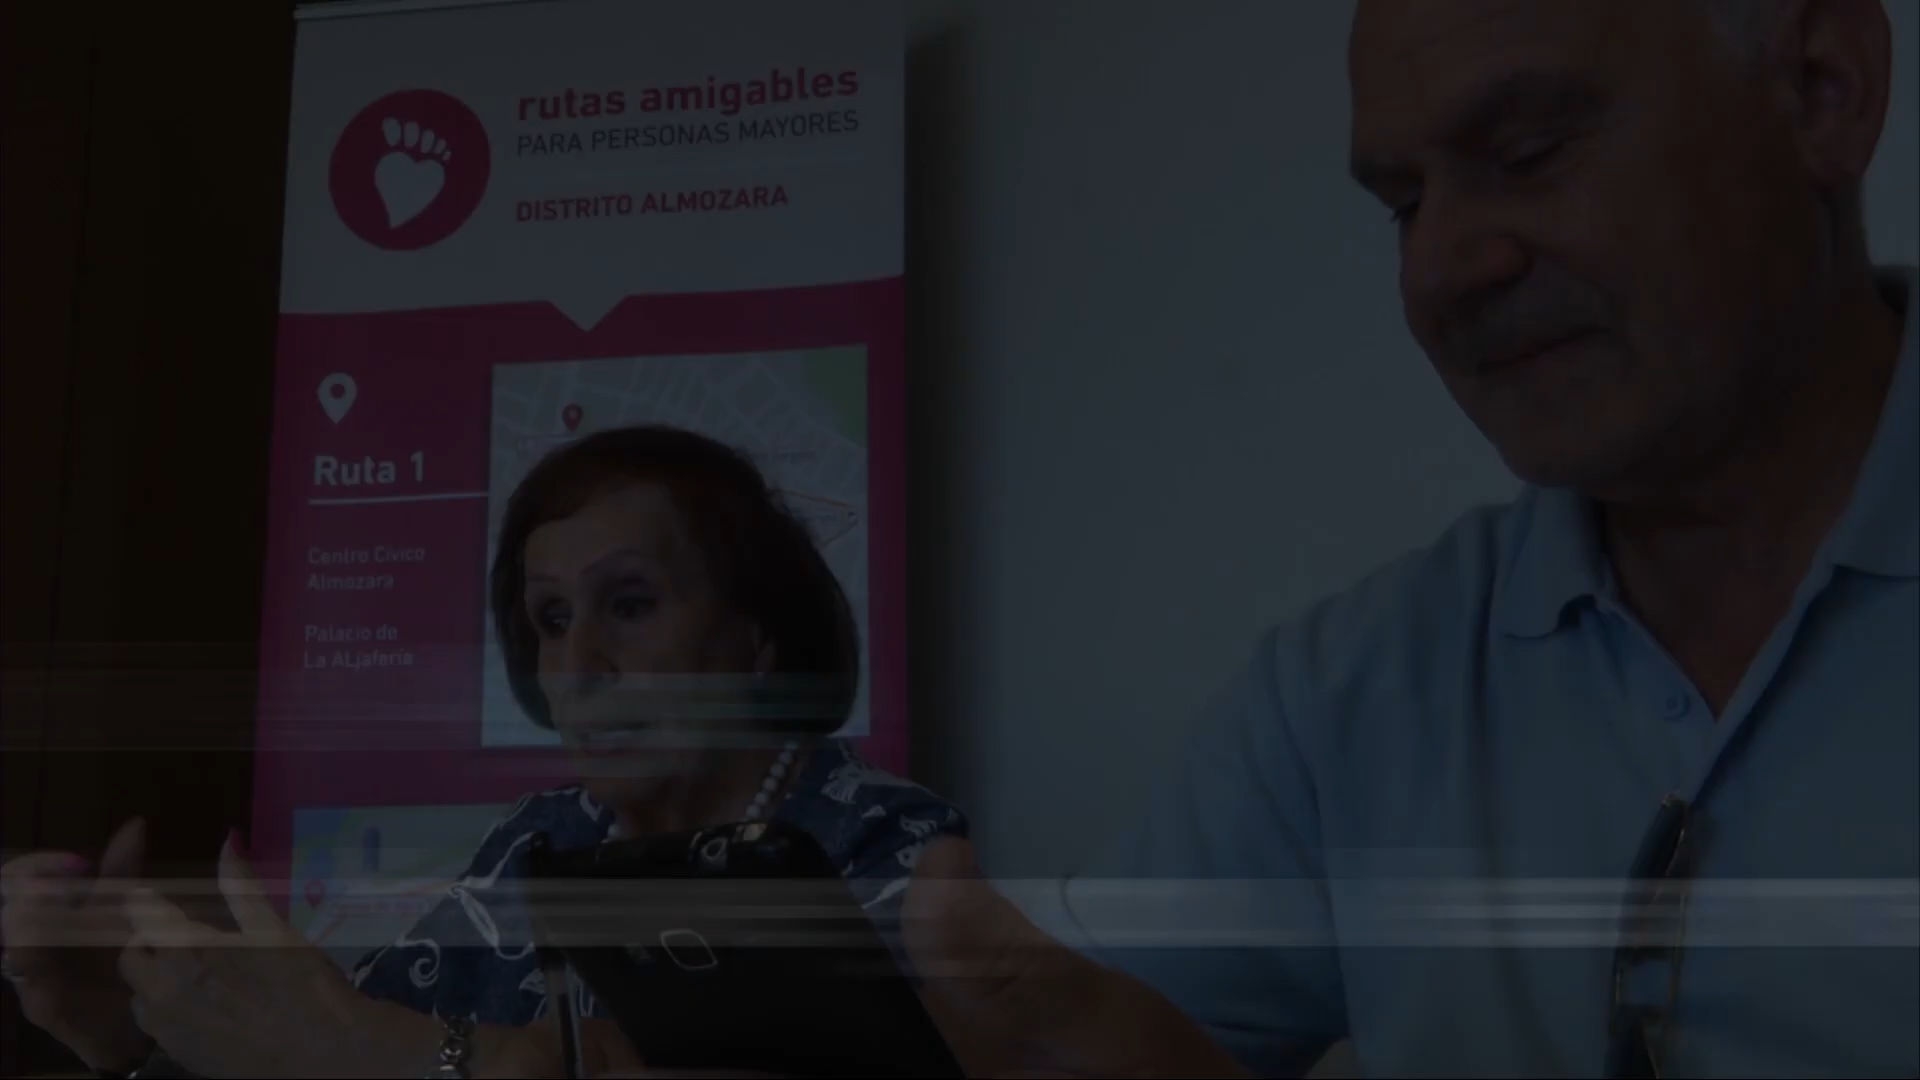 rutas amigables
PARA PERSONAS MAYORES
DISTRITO ALMOZARA
Ruta 1
Centro Cívico
Almozara
Palacio de
La ALjafería